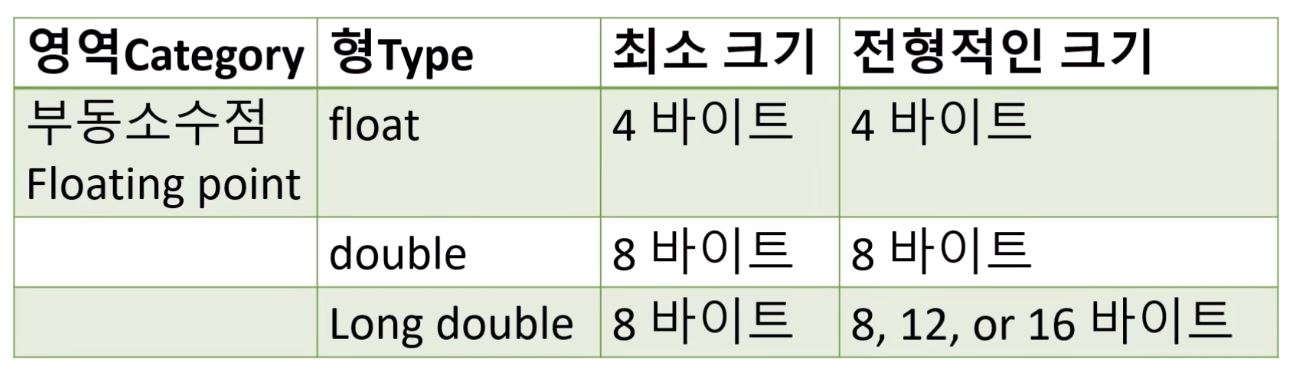 영역Category 형Type 최소 크기 전형적인 크기
부동소수점 float 4 바이트 4 바이트
Floating point
double 8 바이트 8 바이트
Long double 8 바이트 8, 12, or 16 바이트